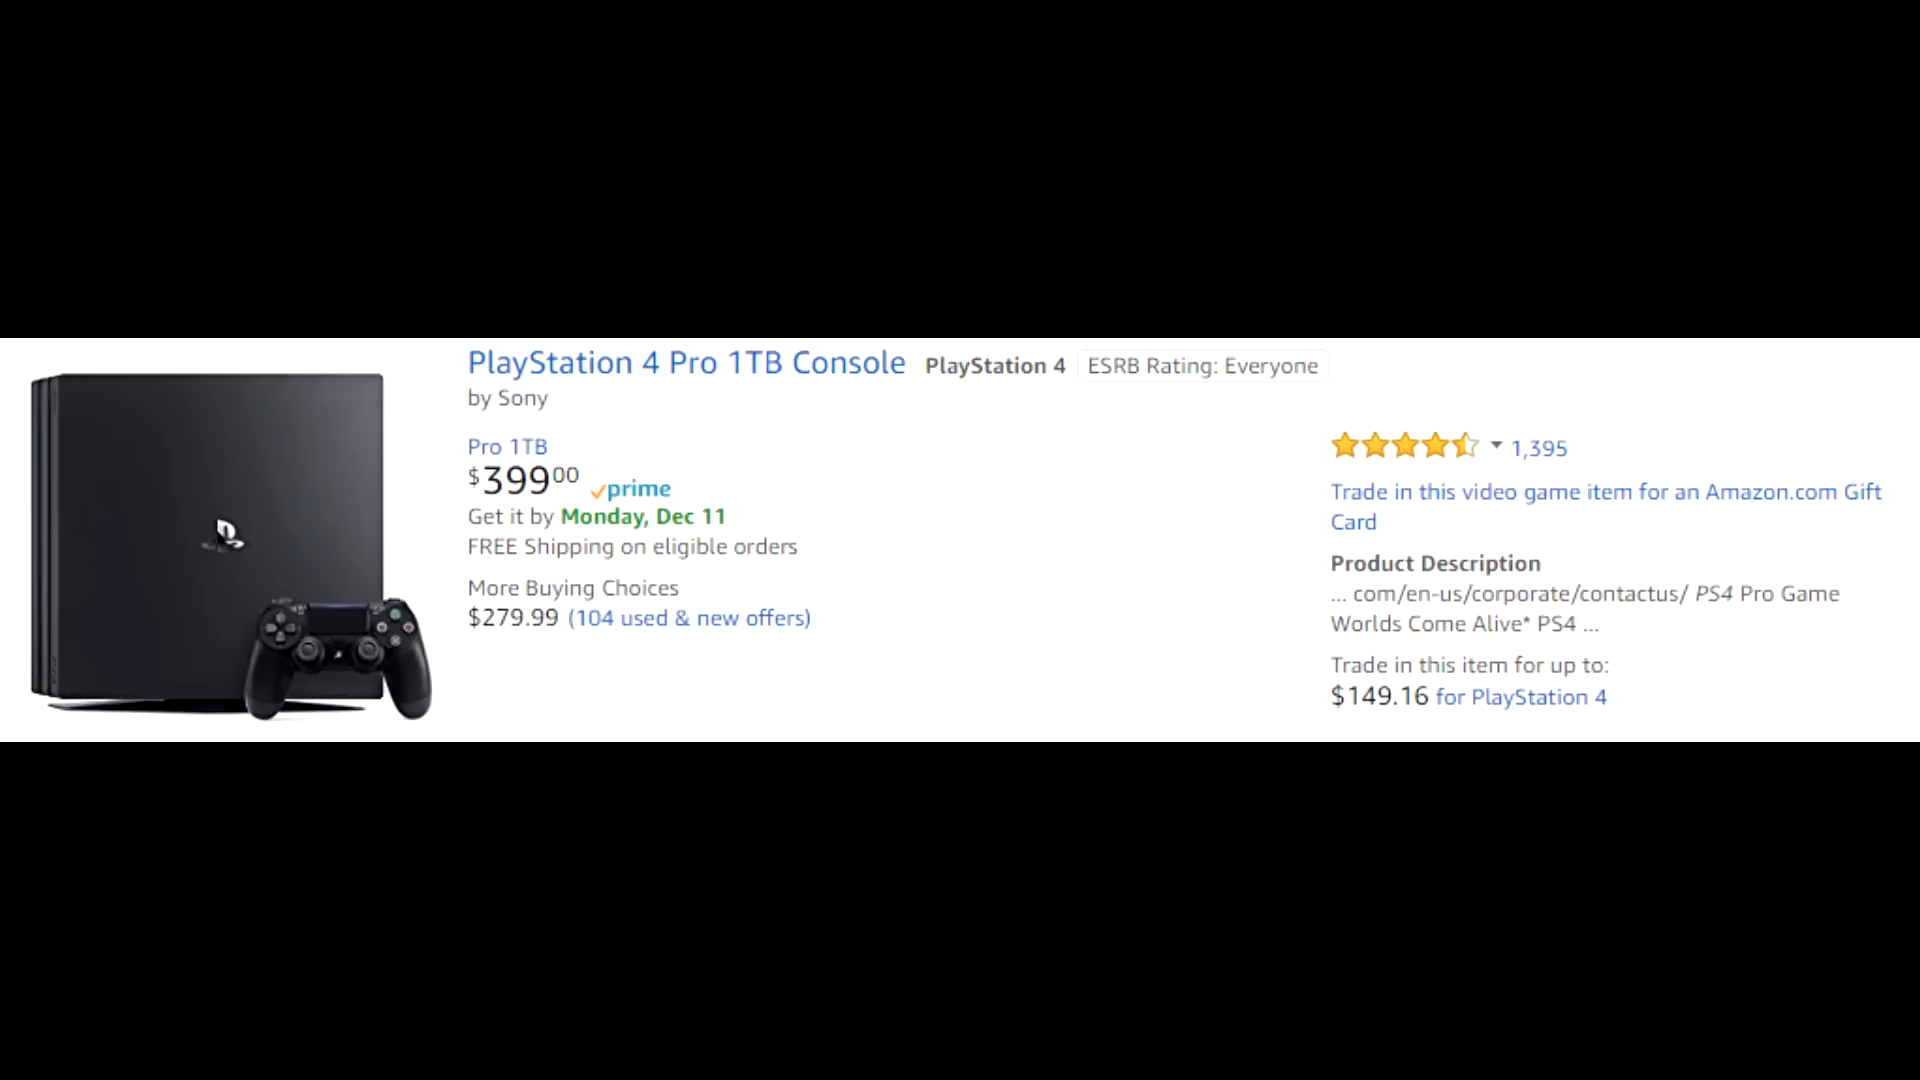 PlayStation 4 Pro 1TB Console PlayStation 4 ESRB Rating: Everyone
by Sony
Pro 1TB
$39900 prime
Get it by Monday, Dec 11
FREE Shipping on eligible orders
More Buying Choices
$279.99 (104 used & new offers)
1,395
Trade in this video game item for an Amazon.com Gift
Card
Product Description
... com/en-us/corporate/contactus/ PS4 Pro Game
Worlds Come Alive* PS4 ...
Trade in this item for up to:
$149.16 for PlayStation 4